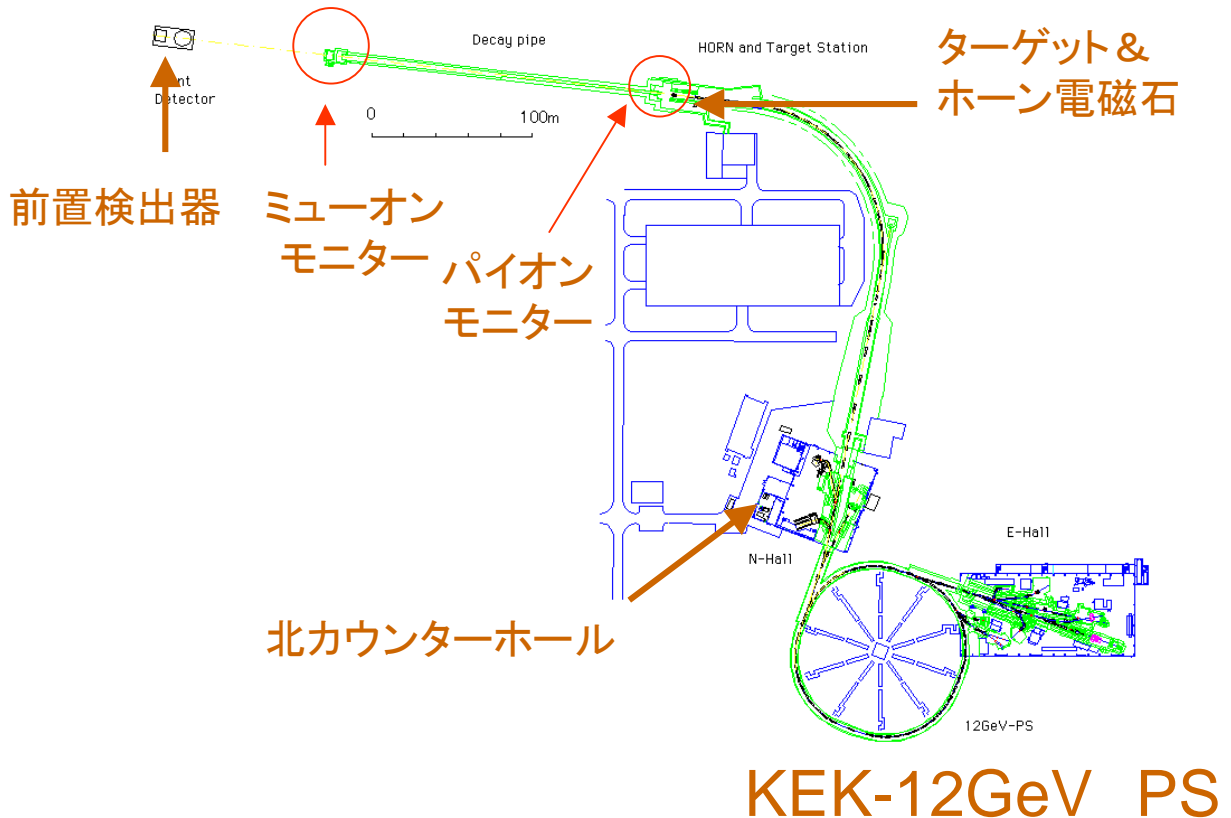 Decay pipe
HORN and Target Station
ターゲット＆
ホーン電磁石
Detector
0
100m
前置検出器
ミューオン
モニター
パイオン
モニター
N-Hall
E-Hall
北カウンターホール
12GeV-PS
KEK-12GeV PS